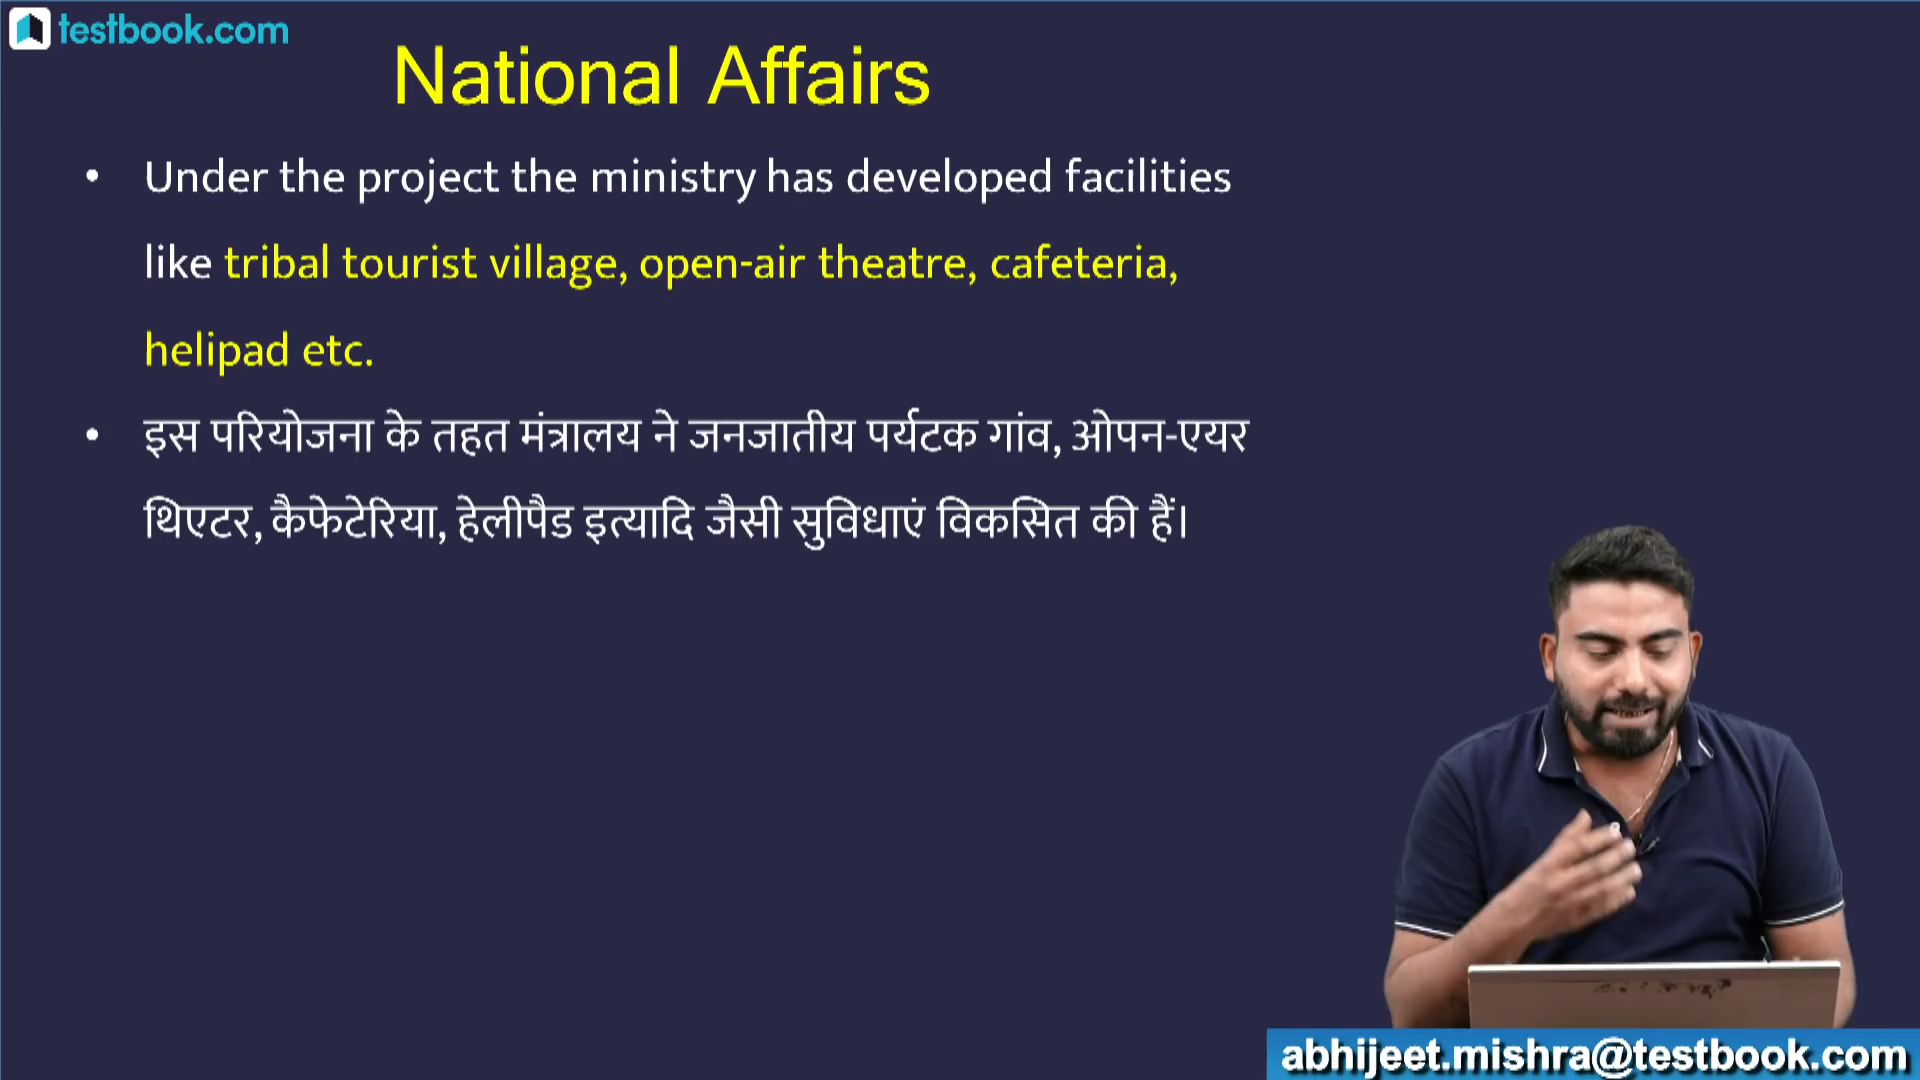 testbook.com
National Affairs
• Under the project the ministry has developed facilities
like tribal tourist village, open-air theatre, cafeteria,
helipad etc.
• इस परियोजना के तहत मंत्रालय ने जनजातीय पर्यटक गांव, ओपन-एयर
थिएटर, कैफेटेरिया, हेलीपैड इत्यादि जैसी सुविधाएं विकसित की हैं।
abhijeet.mishra@testbook.com